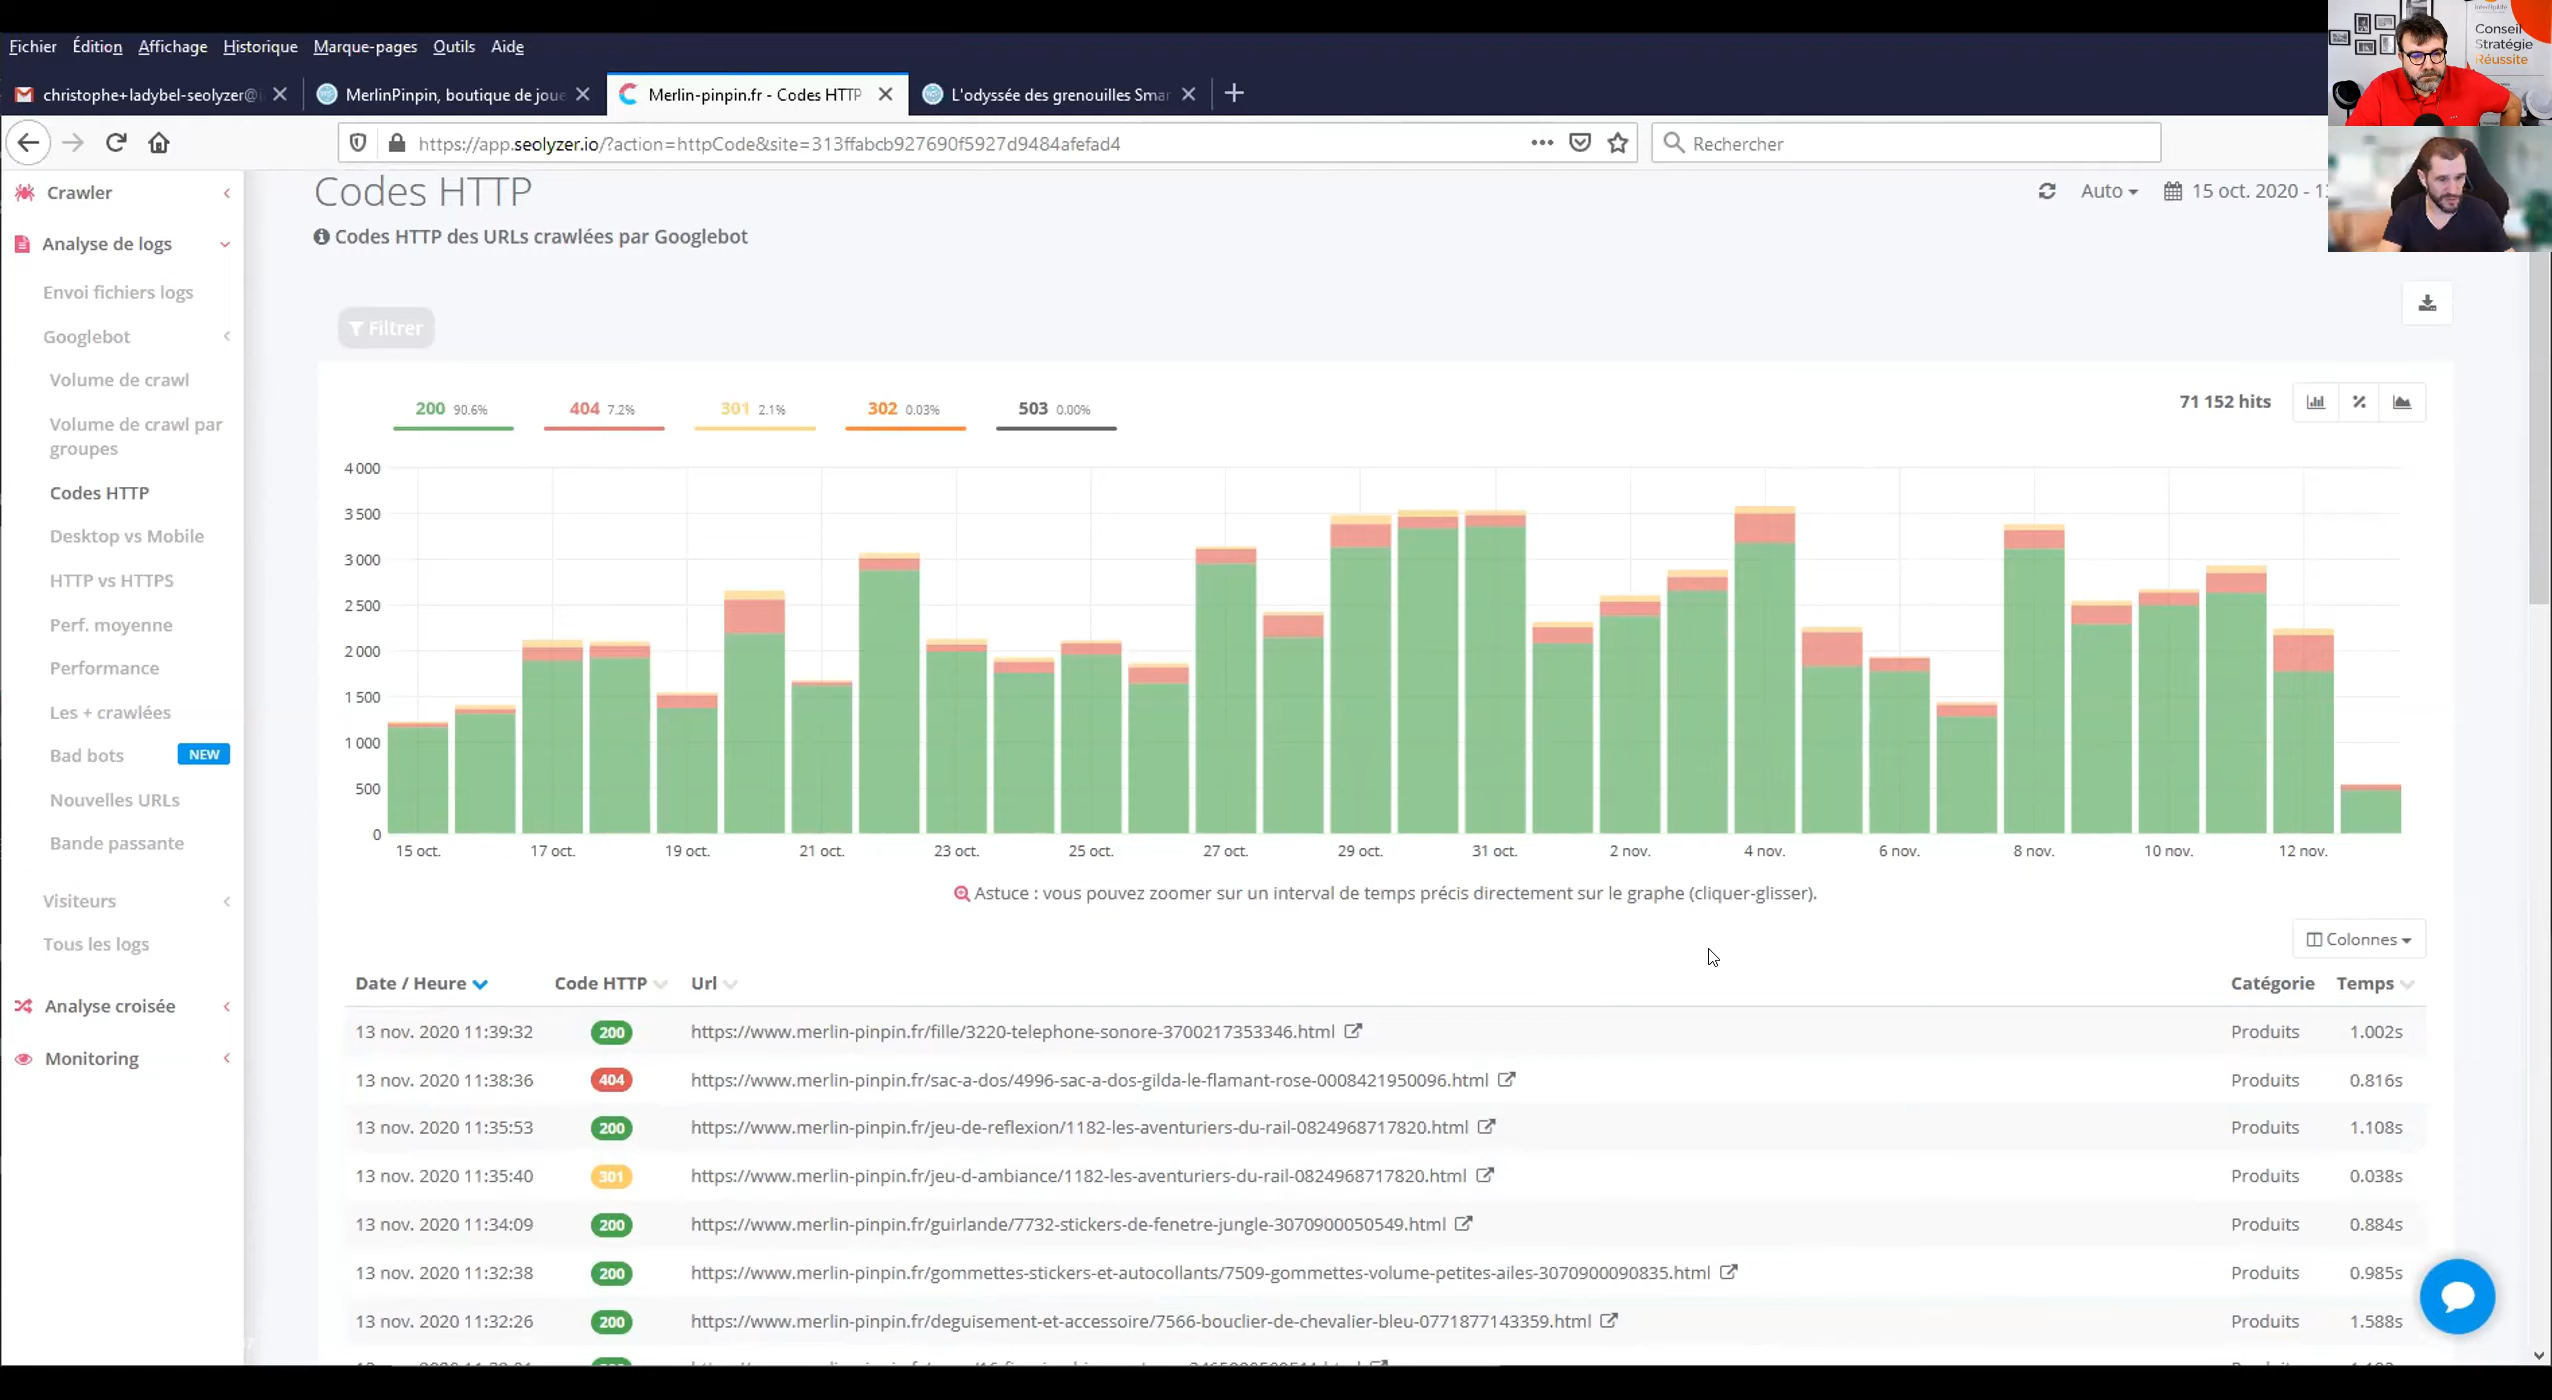 Fichier Édition Affichage Historique Marque-pages Outils Aide
christophe+ladybel-seolyzer@
MerlinPinpin, boutique de joue
Merlin-pinpin.fr - Codes HTTP
L'odyssée des grenouilles Smar
https://app.seolyzer.io/?action=httpCode&site=313ffabcb927690f5927d9484afefad4
Rechercher
Conseil
Stratégie
Réussite
Crawler
Analyse de logs
Envoi fichiers logs
Googlebot
Volume de crawl
Volume de crawl par
groupes
Codes HTTP
Desktop vs Mobile
HTTP vs HTTPS
Perf. moyenne
Performance
Les + crawlées
Bad bots NEW
Nouvelles URLs
Bande passante
Visiteurs
Tous les logs
Analyse croisée
Monitoring
Codes HTTP
Auto 15 oct. 2020 -
Codes HTTP des URLs crawlées par Googlebot
Filtrer
200 90.6% 404 7.2% 301 2.1% 302 0.03% 503 0.00%
71 152 hits
4 000
3 500
3 000
2 500
2 000
1 500
1 000
500
0
15 oct. 17 oct. 19 oct. 21 oct. 23 oct. 25 oct. 27 oct. 29 oct. 31 oct. 2 nov. 4 nov. 6 nov. 8 nov. 10 nov. 12 nov.
Astuce : vous pouvez zoomer sur un interval de temps précis directement sur le graphe (cliquer-glisser).
Colonnes
Date / Heure Code HTTP Url Catégorie Temps
13 nov. 2020 11:39:32 200 https://www.merlin-pinpin.fr/fille/3220-telephone-sonore-3700217353346.html Produits 1.002s
13 nov. 2020 11:38:36 404 https://www.merlin-pinpin.fr/sac-a-dos/4996-sac-a-dos-gilda-le-flamant-rose-0008421950096.html Produits 0.816s
13 nov. 2020 11:35:53 200 https://www.merlin-pinpin.fr/jeu-de-reflexion/1182-les-aventuriers-du-rail-0824968717820.html Produits 1.108s
13 nov. 2020 11:35:40 301 https://www.merlin-pinpin.fr/jeu-d-ambiance/1182-les-aventuriers-du-rail-0824968717820.html Produits 0.038s
13 nov. 2020 11:34:09 200 https://www.merlin-pinpin.fr/guirlande/7732-stickers-de-fenetre-jungle-3070900050549.html Produits 0.884s
13 nov. 2020 11:32:38 200 https://www.merlin-pinpin.fr/gommettes-stickers-et-autocollants/7509-gommettes-volume-petites-ailes-3070900090835.html Produits 0.985s
13 nov. 2020 11:32:26 200 https://www.merlin-pinpin.fr/deguisement-et-accessoire/7566-bouclier-de-chevalier-bleu-0771877143359.html Produits 1.588s